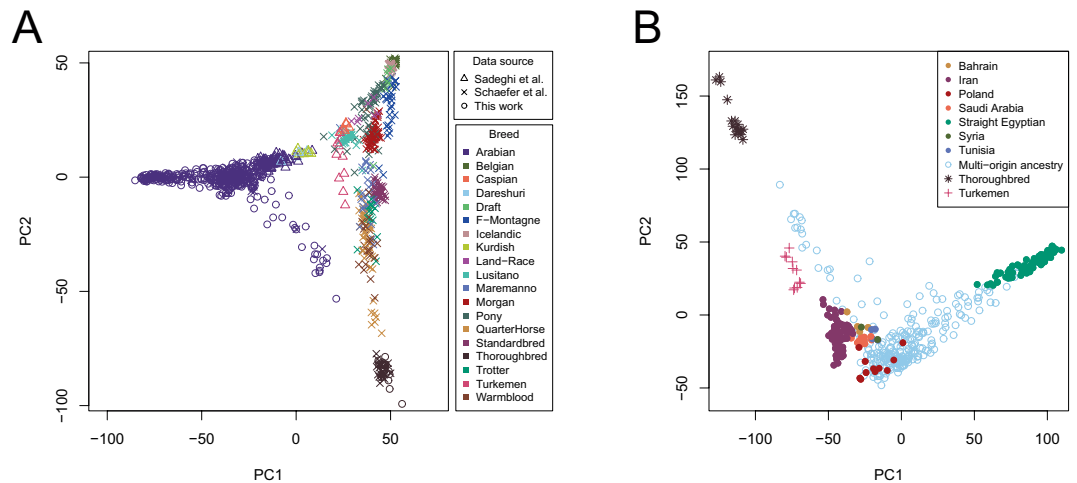 A
PC2
50
0
−50
−100
−100
−50
0
50
PC1
Data source
Sadeghi et al.
Schaefer et al.
This work
Breed
Arabian
Belgian
Caspian
Dareshuri
Draft
F−Montagne
Icelandic
Kurdish
Land−Race
Lusitano
Maremanno
Morgan
Pony
QuarterHorse
Standardbred
Thoroughbred
Trotter
Turkemen
Warmblood
B
PC2
150
100
50
0
−50
−100
−50
0
50
100
PC1
Bahrain
Iran
Poland
Saudi Arabia
Straight Egyptian
Syria
Tunisia
Multi−origin ancestry
Thoroughbred
Turkemen